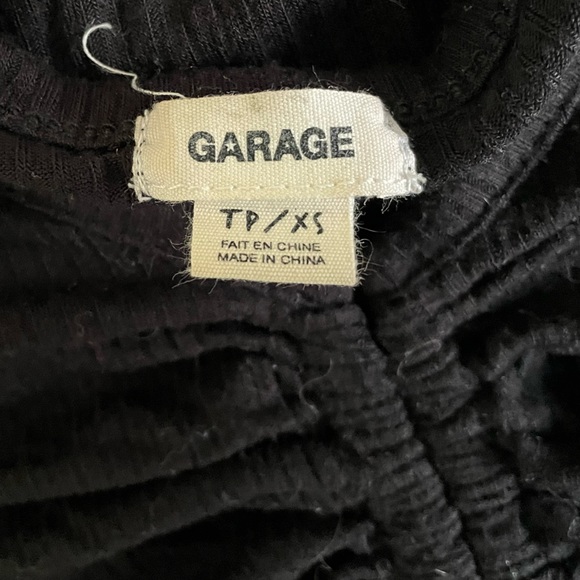 GARAGE
TP/XS
FAIT EN CHINE
MADE IN CHINA